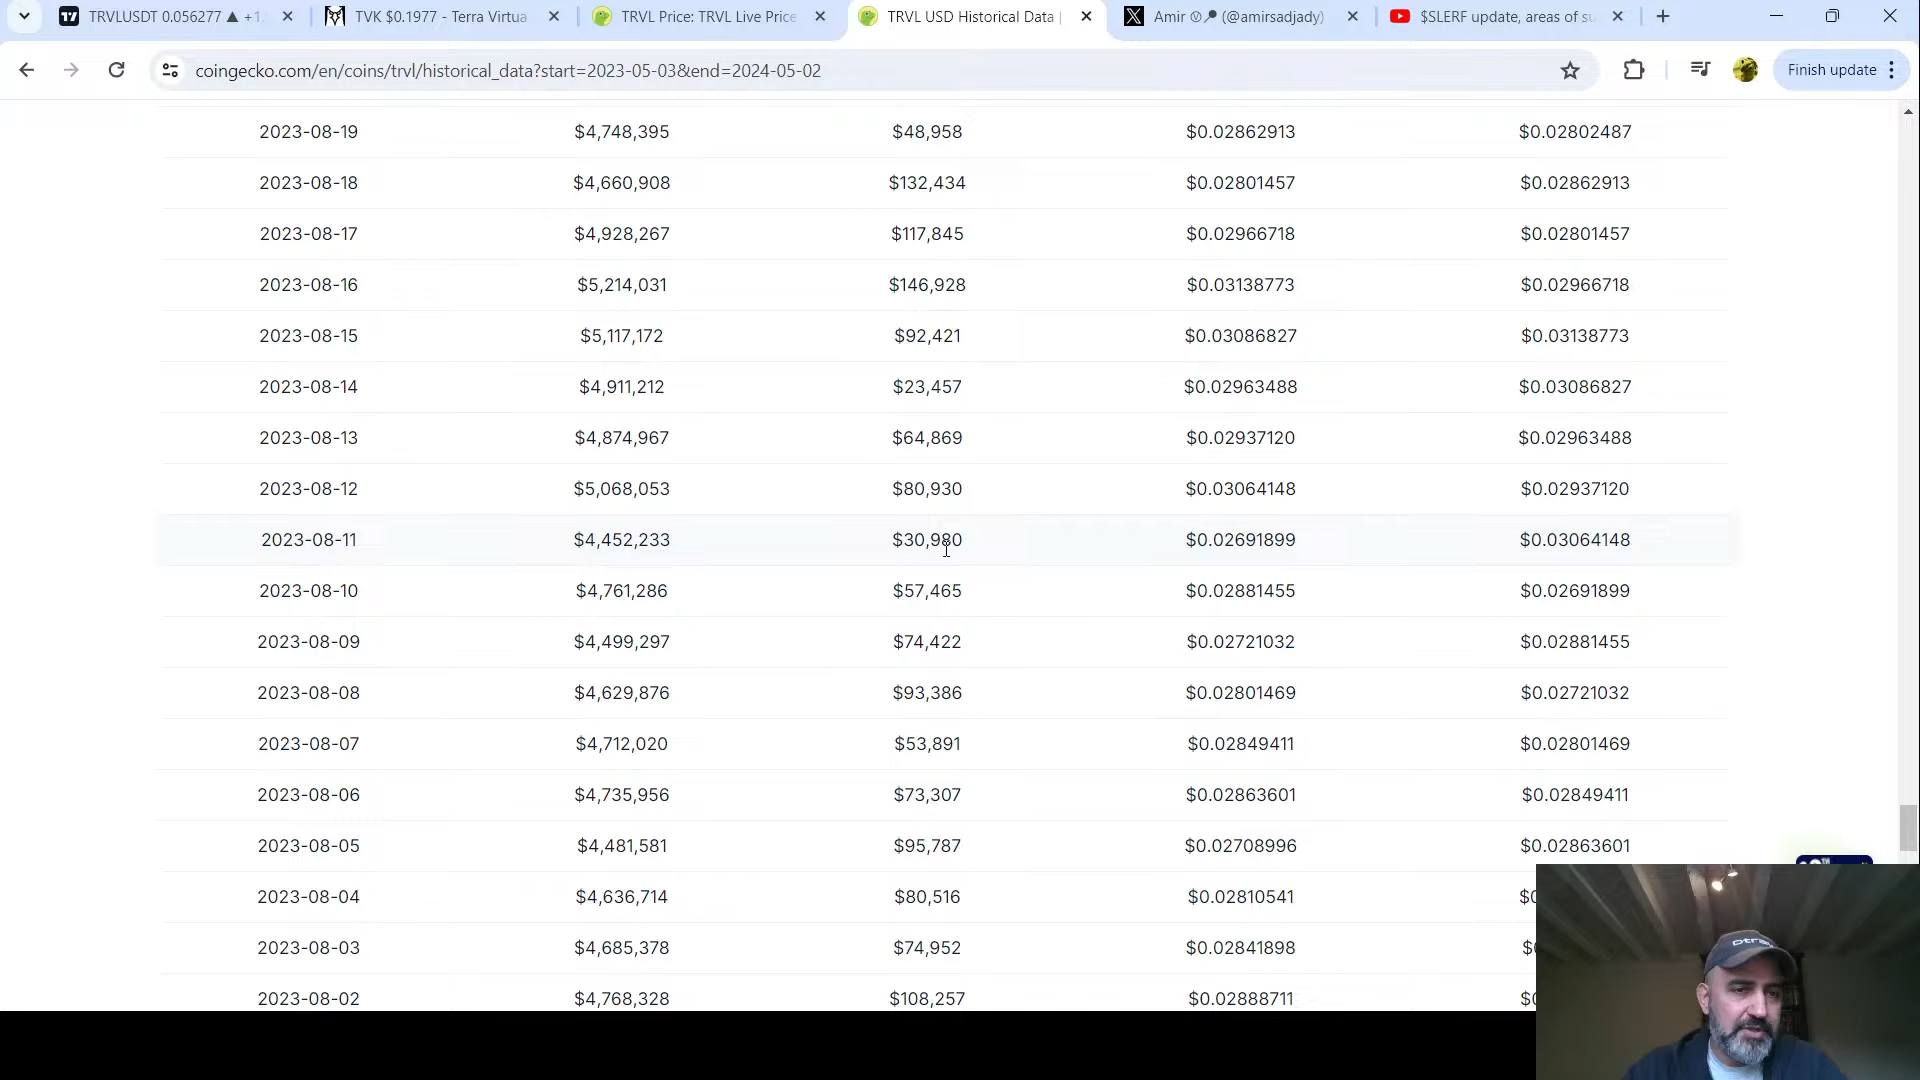 TRVLUSDT 0.056277 ▲ +1.
TVK $0.1977 - Terra Virtua
TRVL Price: TRVL Live Price
TRVL USD Historical Data |
Amir (@amirsadjady)
$SLERF update, areas of su
coingecko.com/en/coins/trvl/historical_data?start=2023-05-03&end=2024-05-02
Finish update
2023-08-19 $4,748,395 $48,958 $0.02862913 $0.02802487
2023-08-18 $4,660,908 $132,434 $0.02801457 $0.02862913
2023-08-17 $4,928,267 $117,845 $0.02966718 $0.02801457
2023-08-16 $5,214,031 $146,928 $0.03138773 $0.02966718
2023-08-15 $5,117,172 $92,421 $0.03086827 $0.03138773
2023-08-14 $4,911,212 $23,457 $0.02963488 $0.03086827
2023-08-13 $4,874,967 $64,869 $0.02937120 $0.02963488
2023-08-12 $5,068,053 $80,930 $0.03064148 $0.02937120
2023-08-11 $4,452,233 $30,980 $0.02691899 $0.03064148
2023-08-10 $4,761,286 $57,465 $0.02881455 $0.02691899
2023-08-09 $4,499,297 $74,422 $0.02721032 $0.02881455
2023-08-08 $4,629,876 $93,386 $0.02801469 $0.02721032
2023-08-07 $4,712,020 $53,891 $0.02849411 $0.02801469
2023-08-06 $4,735,956 $73,307 $0.02863601 $0.02849411
2023-08-05 $4,481,581 $95,787 $0.02708996 $0.02863601
2023-08-04 $4,636,714 $80,516 $0.02810541
2023-08-03 $4,685,378 $74,952 $0.02841898
2023-08-02 $4,768,328 $108,257 $0.02888711